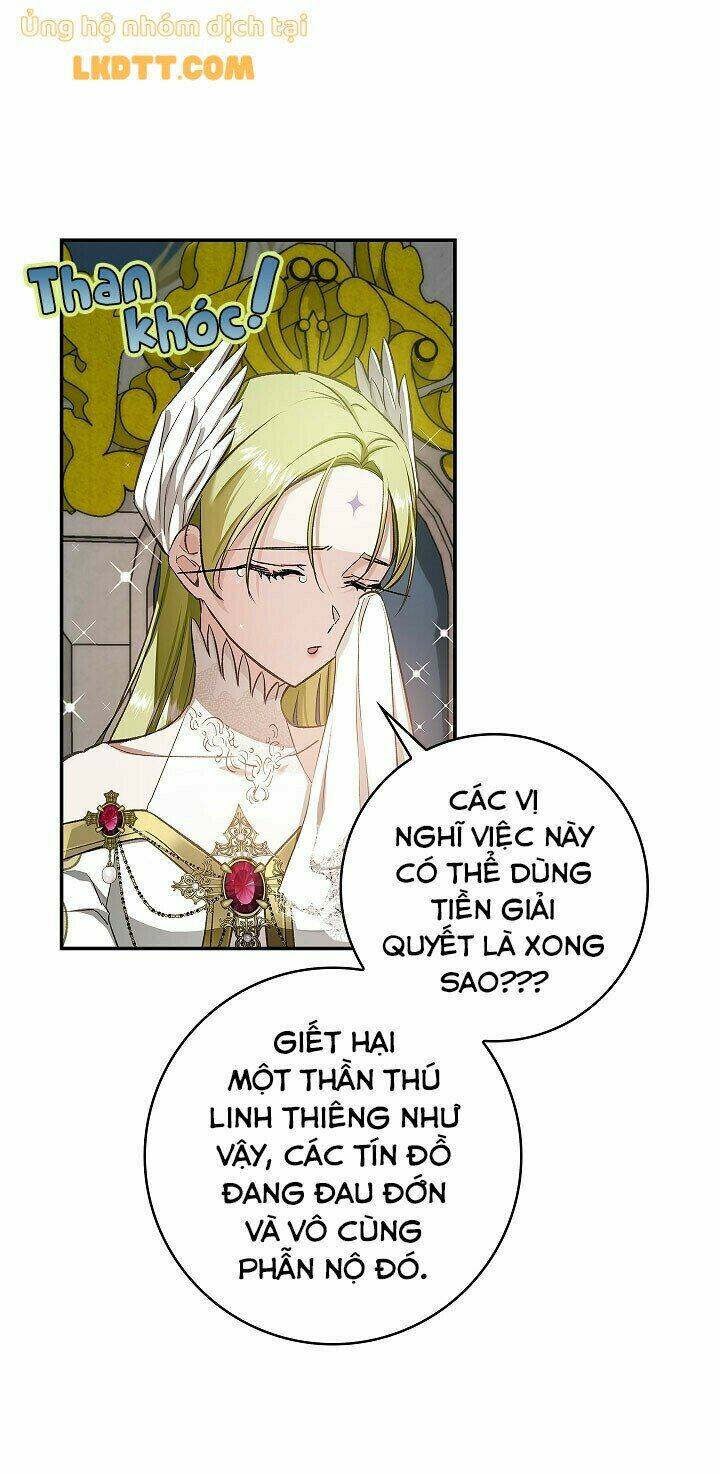 Ủng hộ nhóm dịch tại
LKDTT.COM
Than
khóc!
CÁC VỊ
NGHĨ VIỆC NÀY
CÓ THỂ DÙNG
TIỀN GIẢI
QUYẾT LÀ XONG
SAO???
GIẾT HẠI
MỘT THẦN THÚ
LINH THIÊNG NHƯ
VẬY, CÁC TÍN ĐỒ
ĐANG ĐAU ĐỚN
VÀ VÔ CÙNG
PHẪN NỘ ĐÓ.